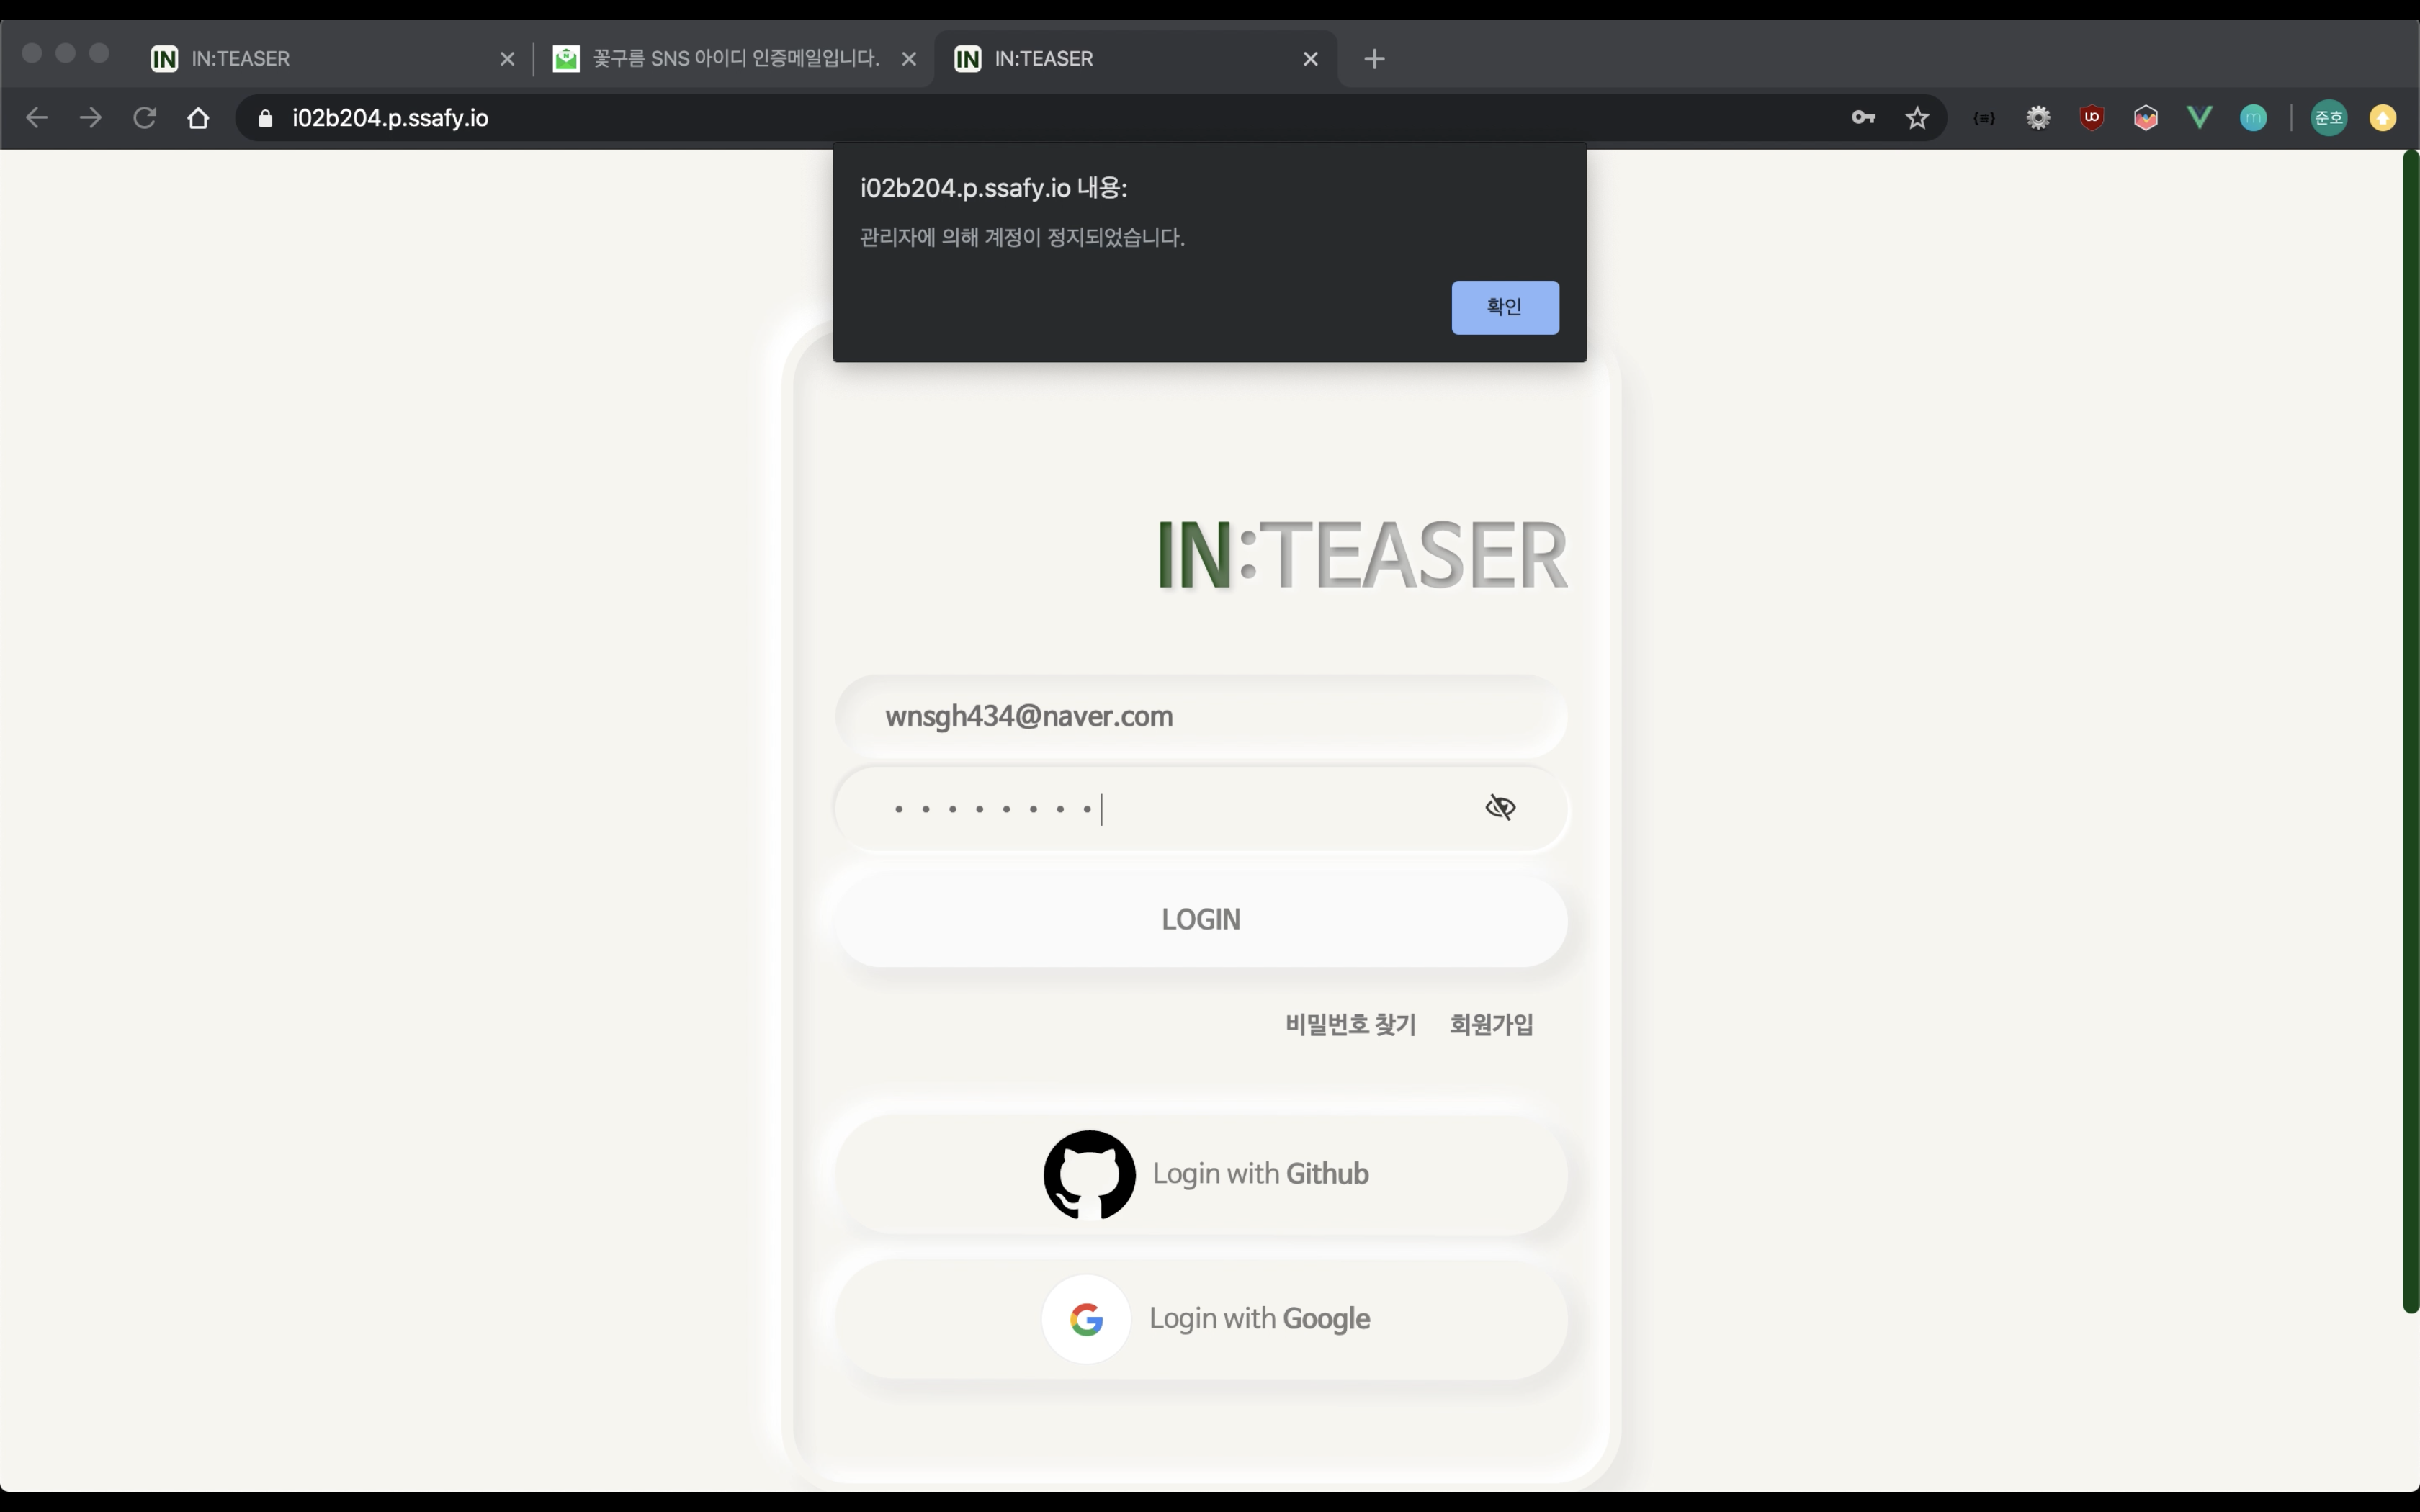 IN IN:TEASER
꽃구름 SNS 아이디 인증메일입니다.
IN IN:TEASER
i02b204.p.ssafy.io
준호
i02b204.p.ssafy.io 내용:
관리자에 의해 계정이 정지되었습니다.
확인
IN:TEASER
wnsgh434@naver.com
LOGIN
비밀번호 찾기 회원가입
Login with Github
Login with Google